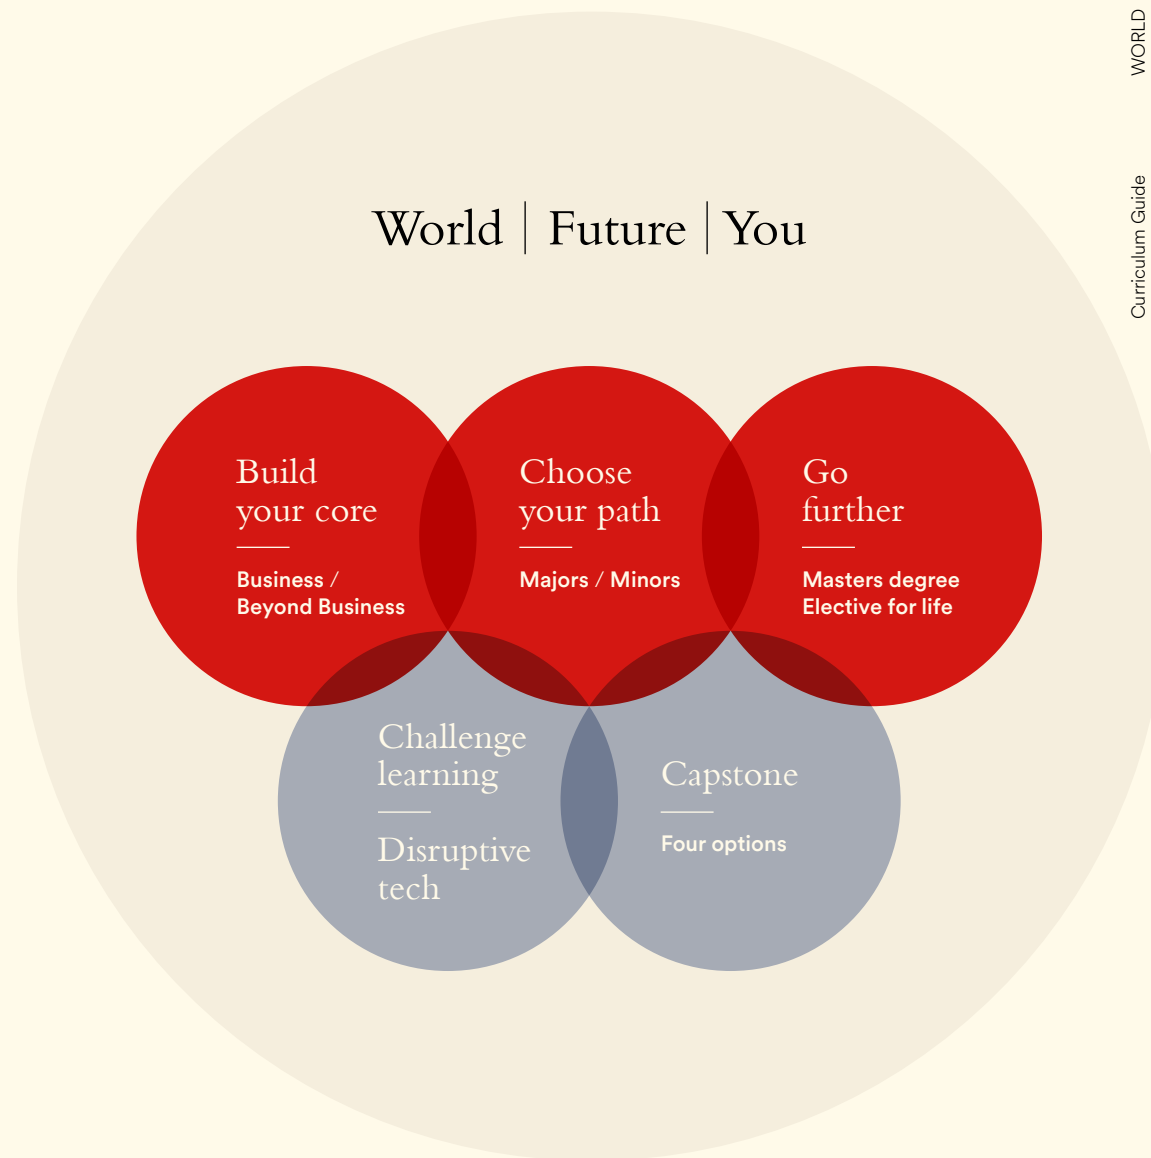 WORLD
Curriculum Guide
World | Future | You
Build
your core
Business /
Beyond Business
Choose
your path
Majors / Minors
Go
further
Masters degree
Elective for life
Challenge
learning
Disruptive
tech
Capstone
Four options